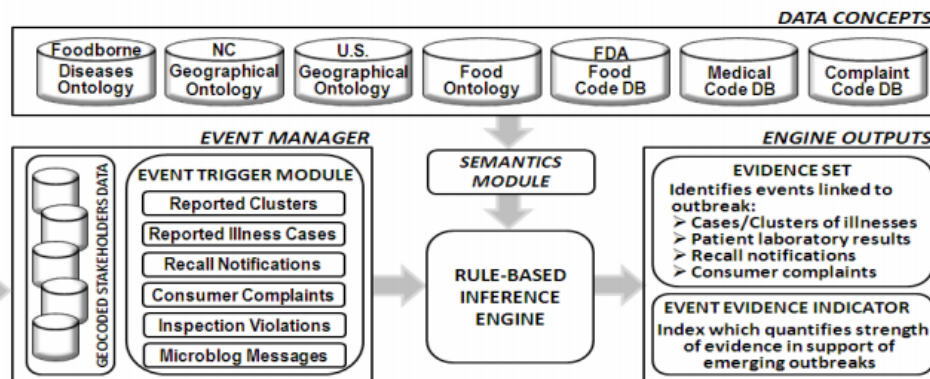 DATA CONCEPTS
Foodborne
Diseases
Ontology
NC
Geographical
Ontology
U.S.
Geographical
Ontology
Food
Ontology
FDA
Food
Code DB
Medical
Code DB
Complaint
Code DB
EVENT MANAGER
GEOCODED STAKEHOLDERS DATA
EVENT TRIGGER MODULE
Reported Clusters
Reported Illness Cases
Recall Notifications
Consumer Complaints
Inspection Violations
Microblog Messages
SEMANTICS
MODULE
RULE-BASED
INFERENCE
ENGINE
ENGINE OUTPUTS
EVIDENCE SET
Identifies events linked to
outbreak:
➢ Cases/Clusters of illnesses
➢ Patient laboratory results
➢ Recall notifications
➢ Consumer complaints
EVENT EVIDENCE INDICATOR
Index which quantifies strength
of evidence in support of
emerging outbreaks